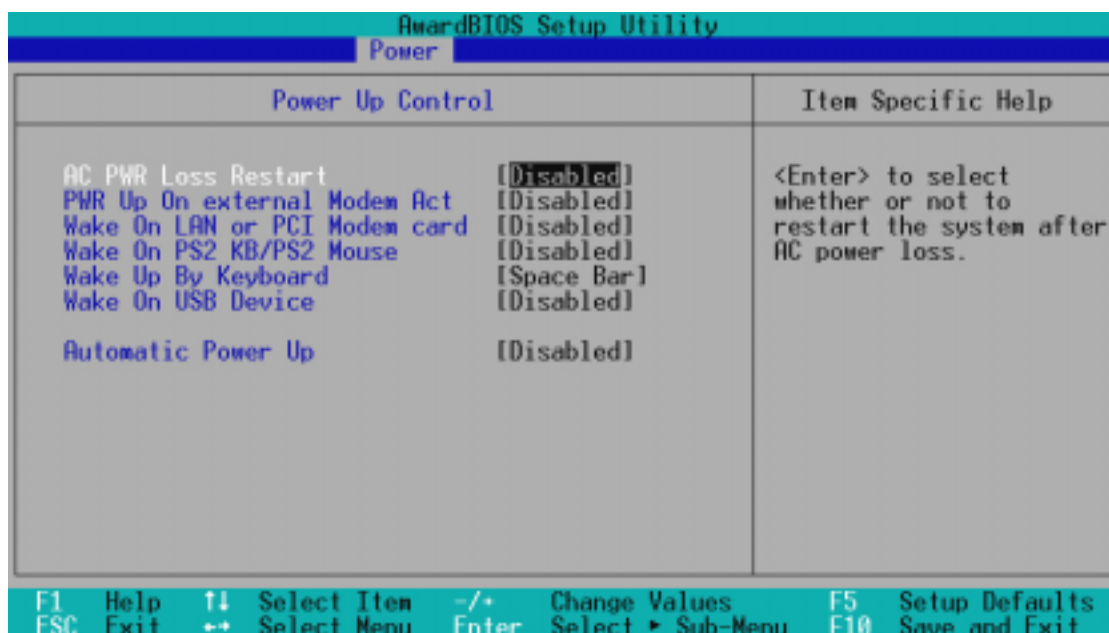 AwardBIOS Setup Utility
Power
Power Up Control
Item Specific Help
AC PWR Loss Restart [Disabled]
PWR Up On external Modem Act [Disabled]
Wake On LAN or PCI Modem card [Disabled]
Wake On PS2 KB/PS2 Mouse [Disabled]
Wake Up By Keyboard [Space Bar]
Wake On USB Device [Disabled]
Automatic Power Up [Disabled]
<Enter> to select
whether or not to
restart the system after
AC power loss.
F1 Help ↑↓ Select Item -/+ Change Values F5 Setup Defaults
ESC Exit ←→ Select Menu Enter Select ► Sub-Menu F10 Save and Exit